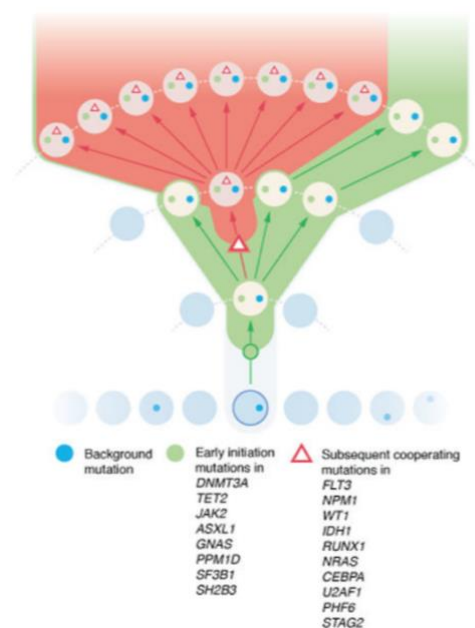 Background
mutation
Early initiation
mutations in
DNMT3A
TET2
JAK2
ASXL1
GNAS
PPM1D
SF3B1
SH2B3
Subsequent cooperating
mutations in
FLT3
NPM1
WT1
IDH1
RUNX1
NRAS
CEBPA
U2AF1
PHF6
STAG2